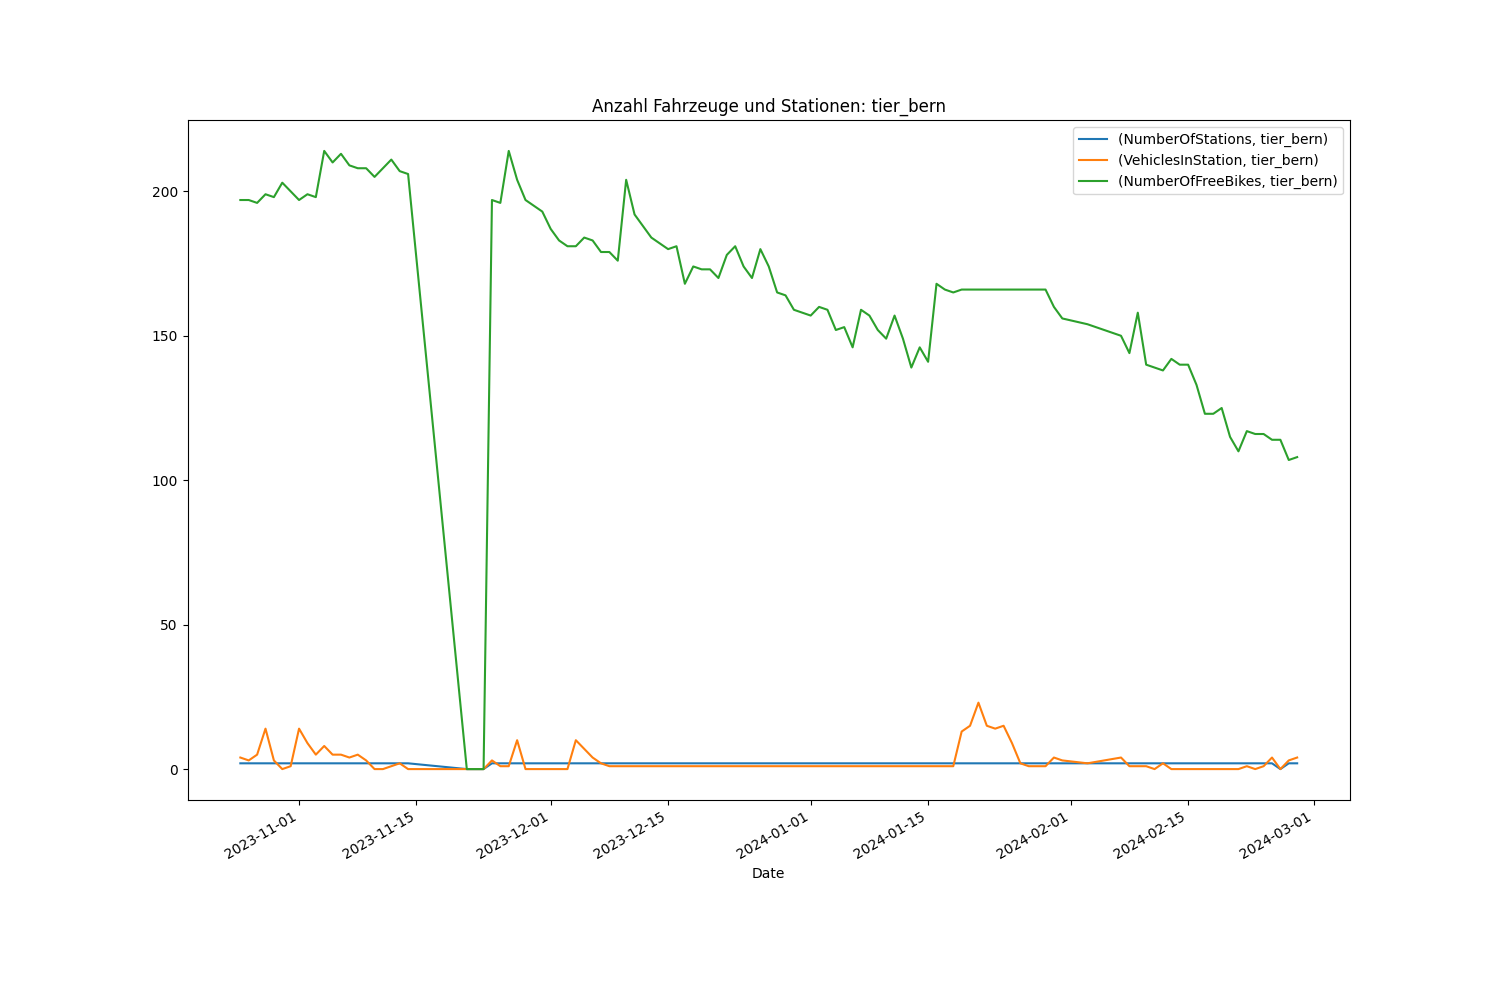 Anzahl Fahrzeuge und Stationen: tier_bern
(NumberOfStations, tier_bern)
(VehiclesInStation, tier_bern)
(NumberOfFreeBikes, tier_bern)
200
150
100
50
0
2023-11-01
2023-11-15
2023-12-01
2023-12-15
2024-01-01
2024-01-15
2024-02-01
2024-02-15
2024-03-01
Date